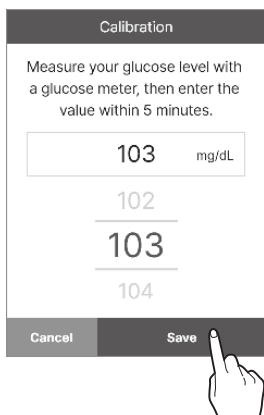 Calibration
Measure your glucose level with
a glucose meter, then enter the
value within 5 minutes.
103 mg/dL
102
103
104
Cancel Save